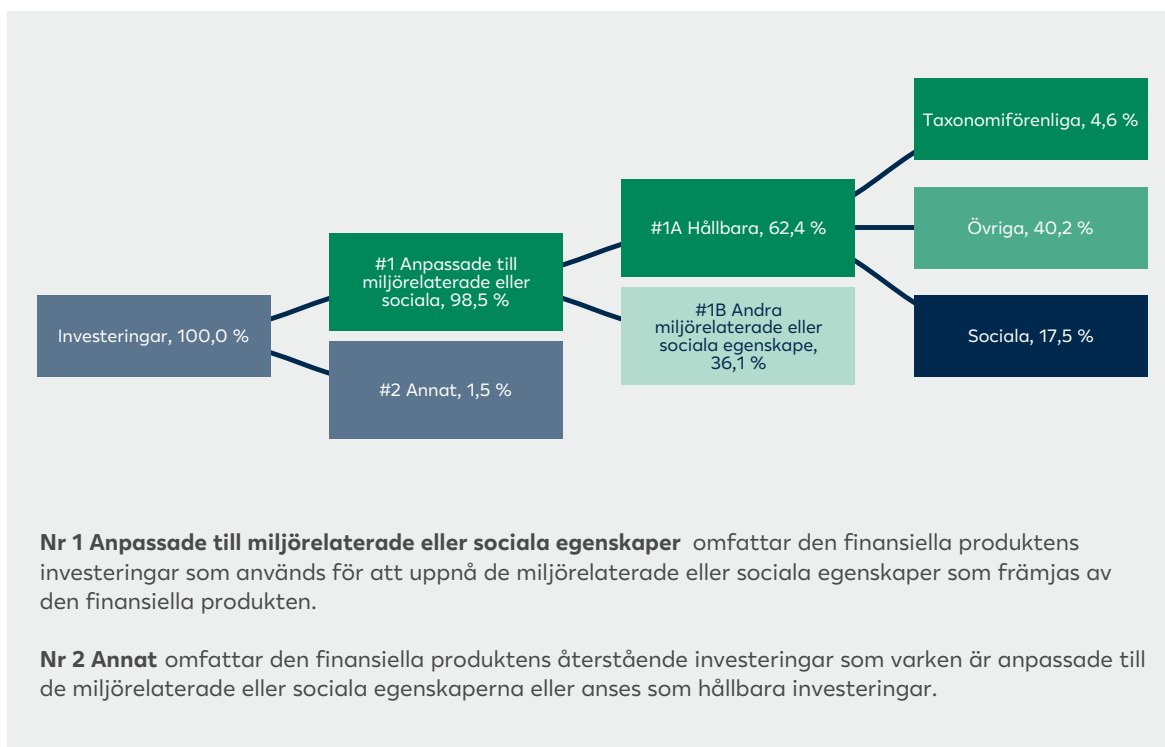 Investeringar, 100,0 %
#1 Anpassade till
miljörelaterade eller
sociala, 98,5 %
#2 Annat, 1,5 %
#1A Hållbara, 62,4 %
#1B Andra
miljörelaterade eller
sociala egenskape,
36,1 %
Taxonomiförenliga, 4,6 %
Övriga, 40,2 %
Sociala, 17,5 %
Nr 1 Anpassade till miljörelaterade eller sociala egenskaper omfattar den finansiella produktens
investeringar som används för att uppnå de miljörelaterade eller sociala egenskaper som främjas av
den finansiella produkten.
Nr 2 Annat omfattar den finansiella produktens återstående investeringar som varken är anpassade till
de miljörelaterade eller sociala egenskaperna eller anses som hållbara investeringar.